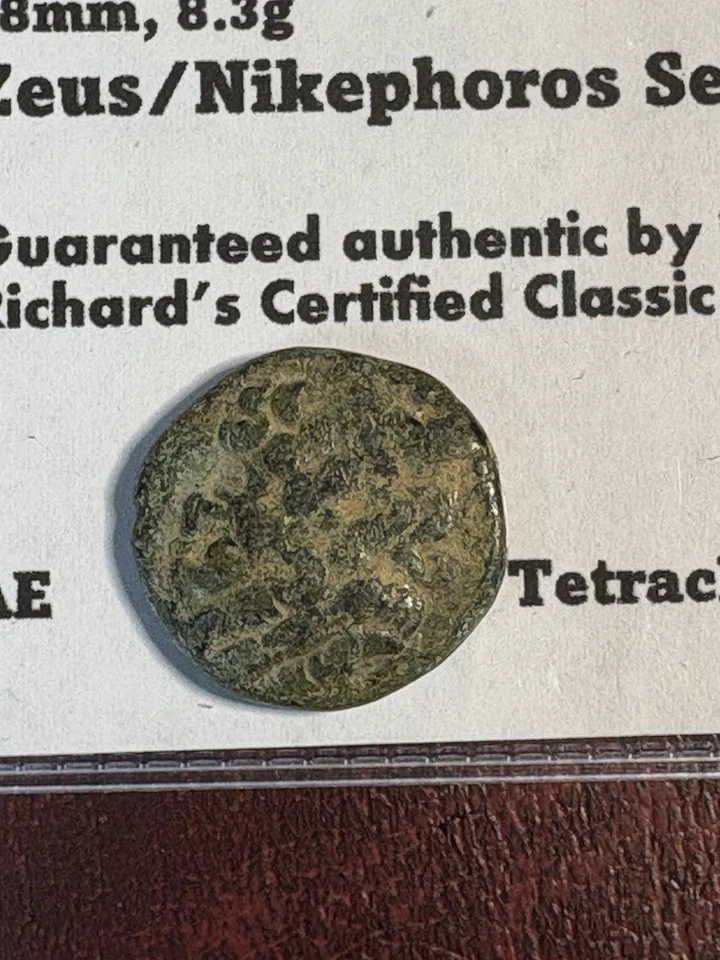 8mm, 8.3g
Zeus/Nikephoros Se
Guaranteed authentic by
Richard's Certified Classic
AE Tetrac